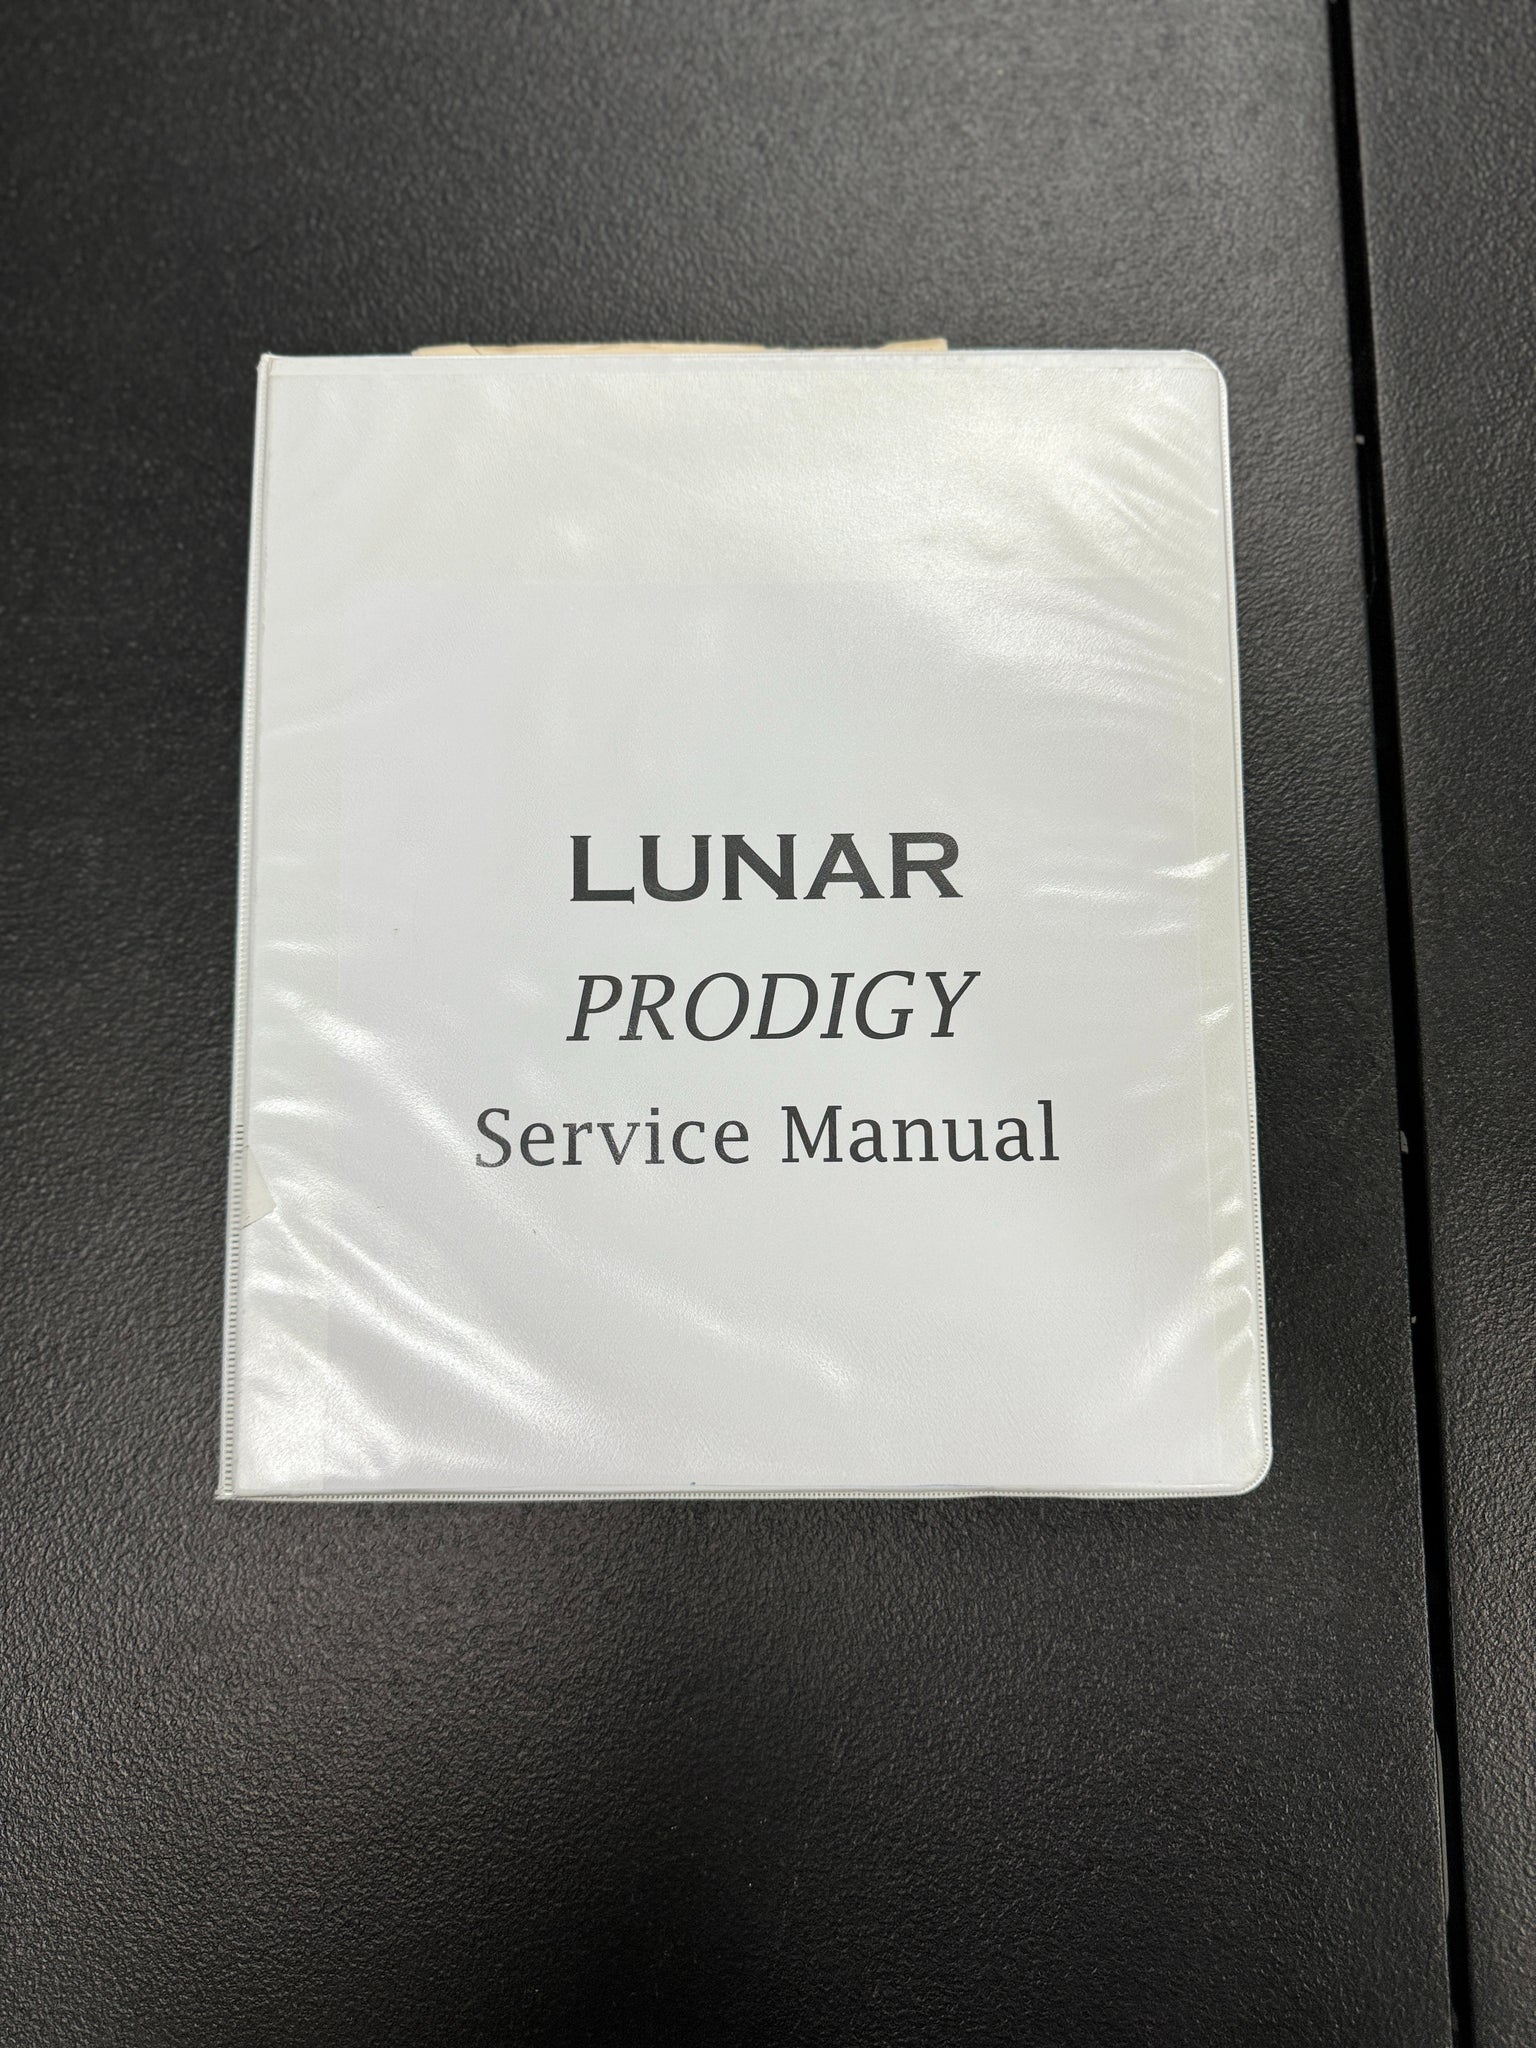 LUNAR
PRODIGY
Service Manual